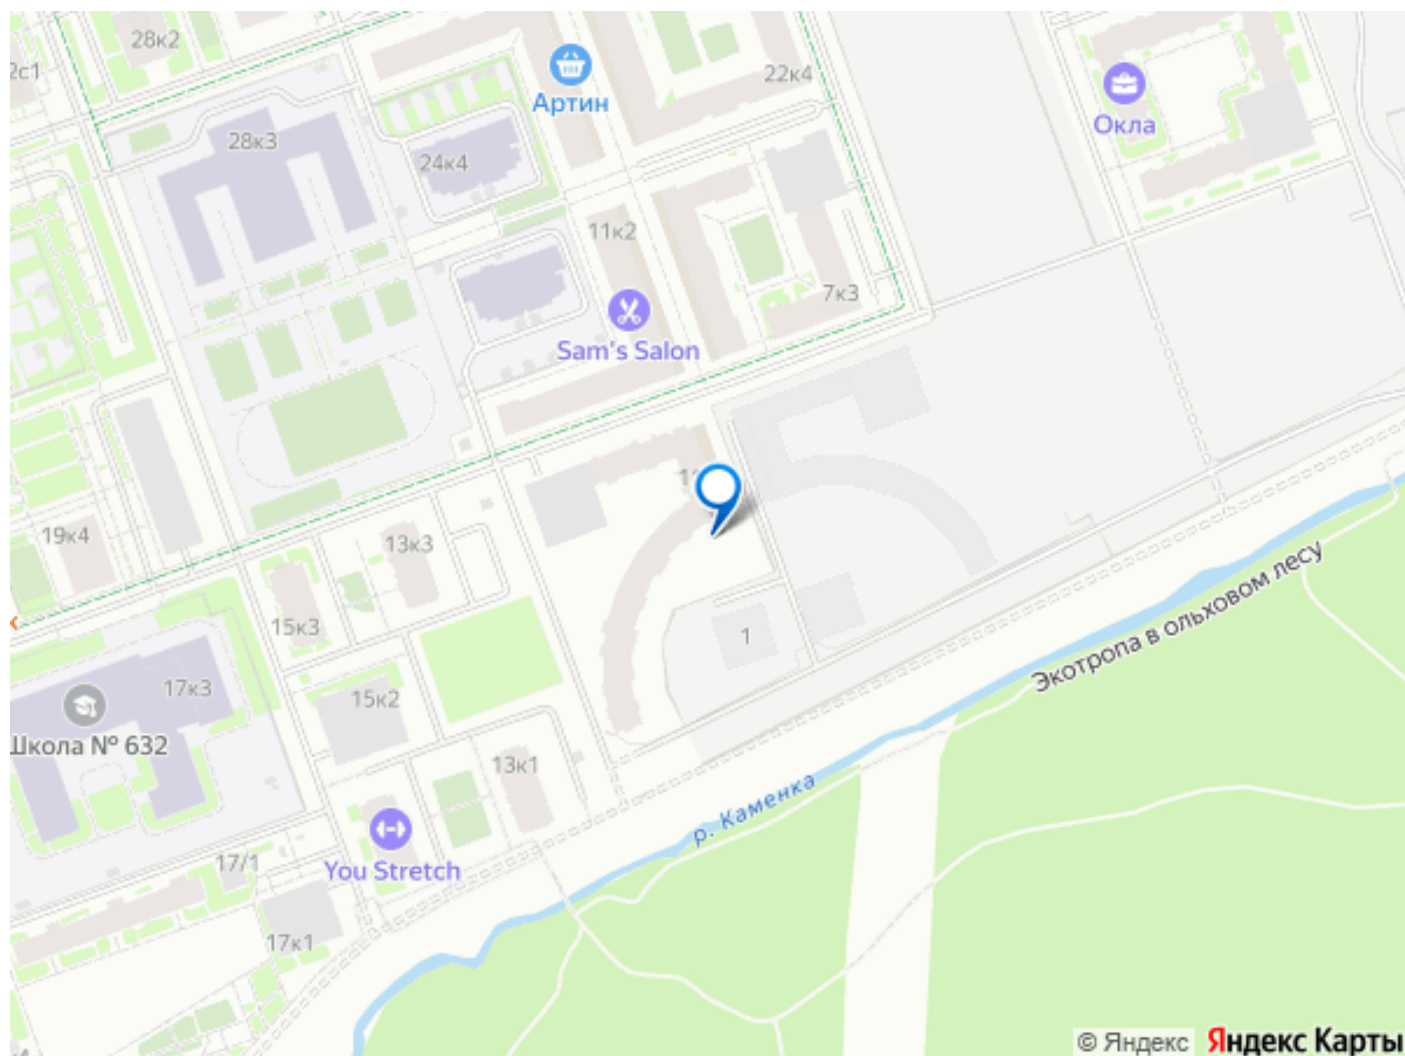 28к2
2с1
Артин
22к4
Окла
28к3
24к4
11к2
7к3
Sam's Salon
19к4
13к3
15к3
1
Экотропа в ольховом лесу
17к3
15к2
Школа № 632
13к1
р. Каменка
17/1
You Stretch
17к1
© Яндекс Яндекс Карты